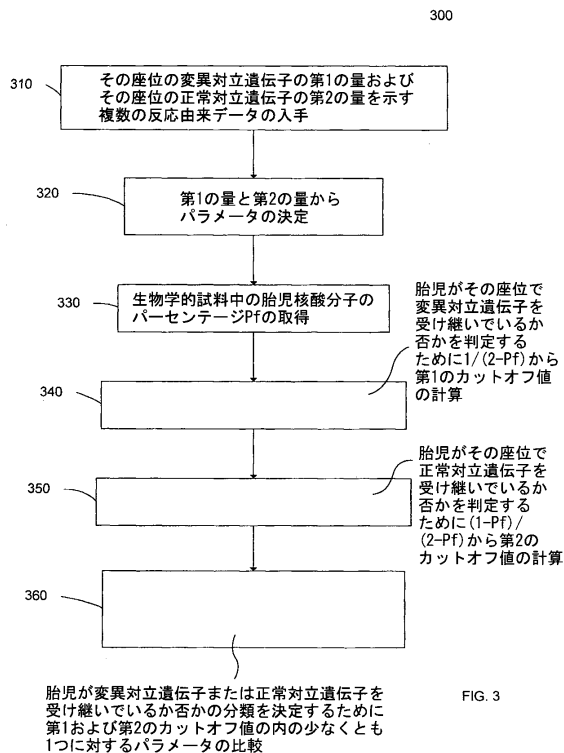 300
310
その座位の変異対立遺伝子の第1の量および
その座位の正常対立遺伝子の第2の量を示す
複数の反応由来データの入手
320
第1の量と第2の量から
パラメータの決定
330
生物学的試料中の胎児核酸分子の
パーセンテージPfの取得
胎児がその座位で
変異対立遺伝子を
受け継いでいるか
否かを判定する
ために1/(2-Pf)から
第1のカットオフ値
の計算
340
胎児がその座位で
正常対立遺伝子を
受け継いでいるか
否かを判定する
ために(1-Pf)/
(2-Pf)から第2の
カットオフ値の計算
350
360
胎児が変異対立遺伝子または正常対立遺伝子を
受け継いでいるか否かの分類を決定するために
第1および第2のカットオフ値の内の少なくとも
1つに対するパラメータの比較
FIG. 3